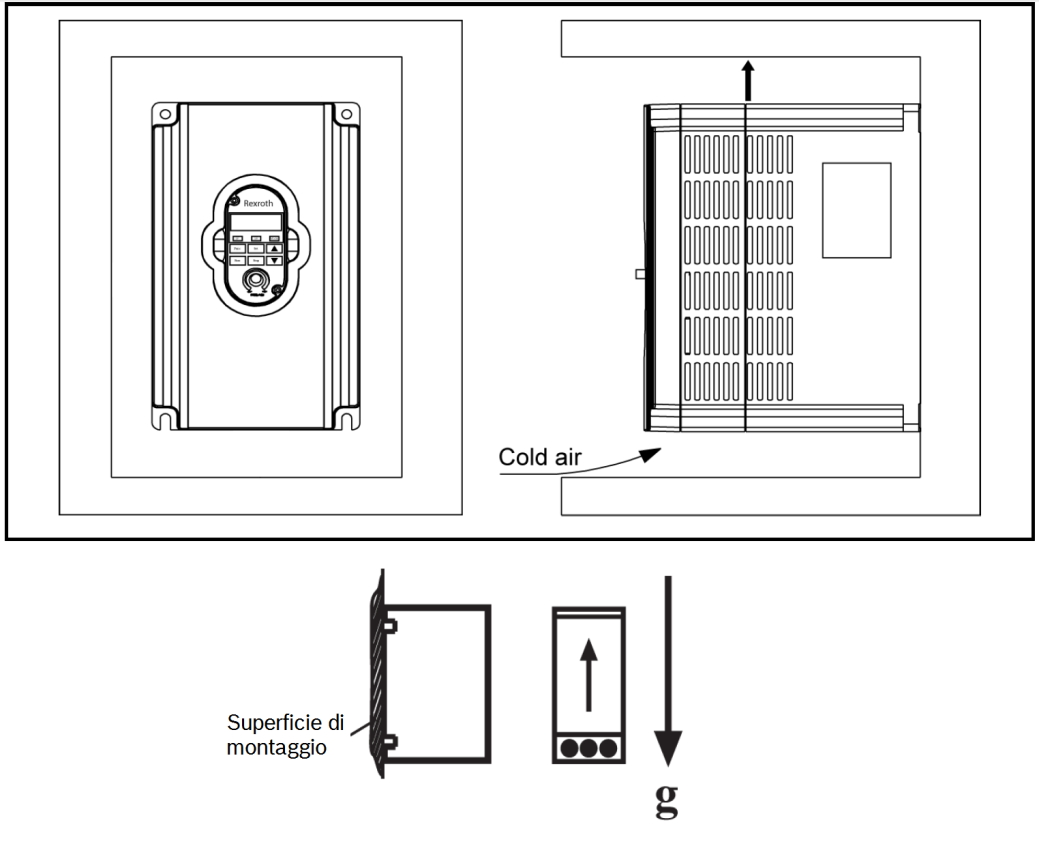 Rexroth
Cold air
Superficie di
montaggio
g